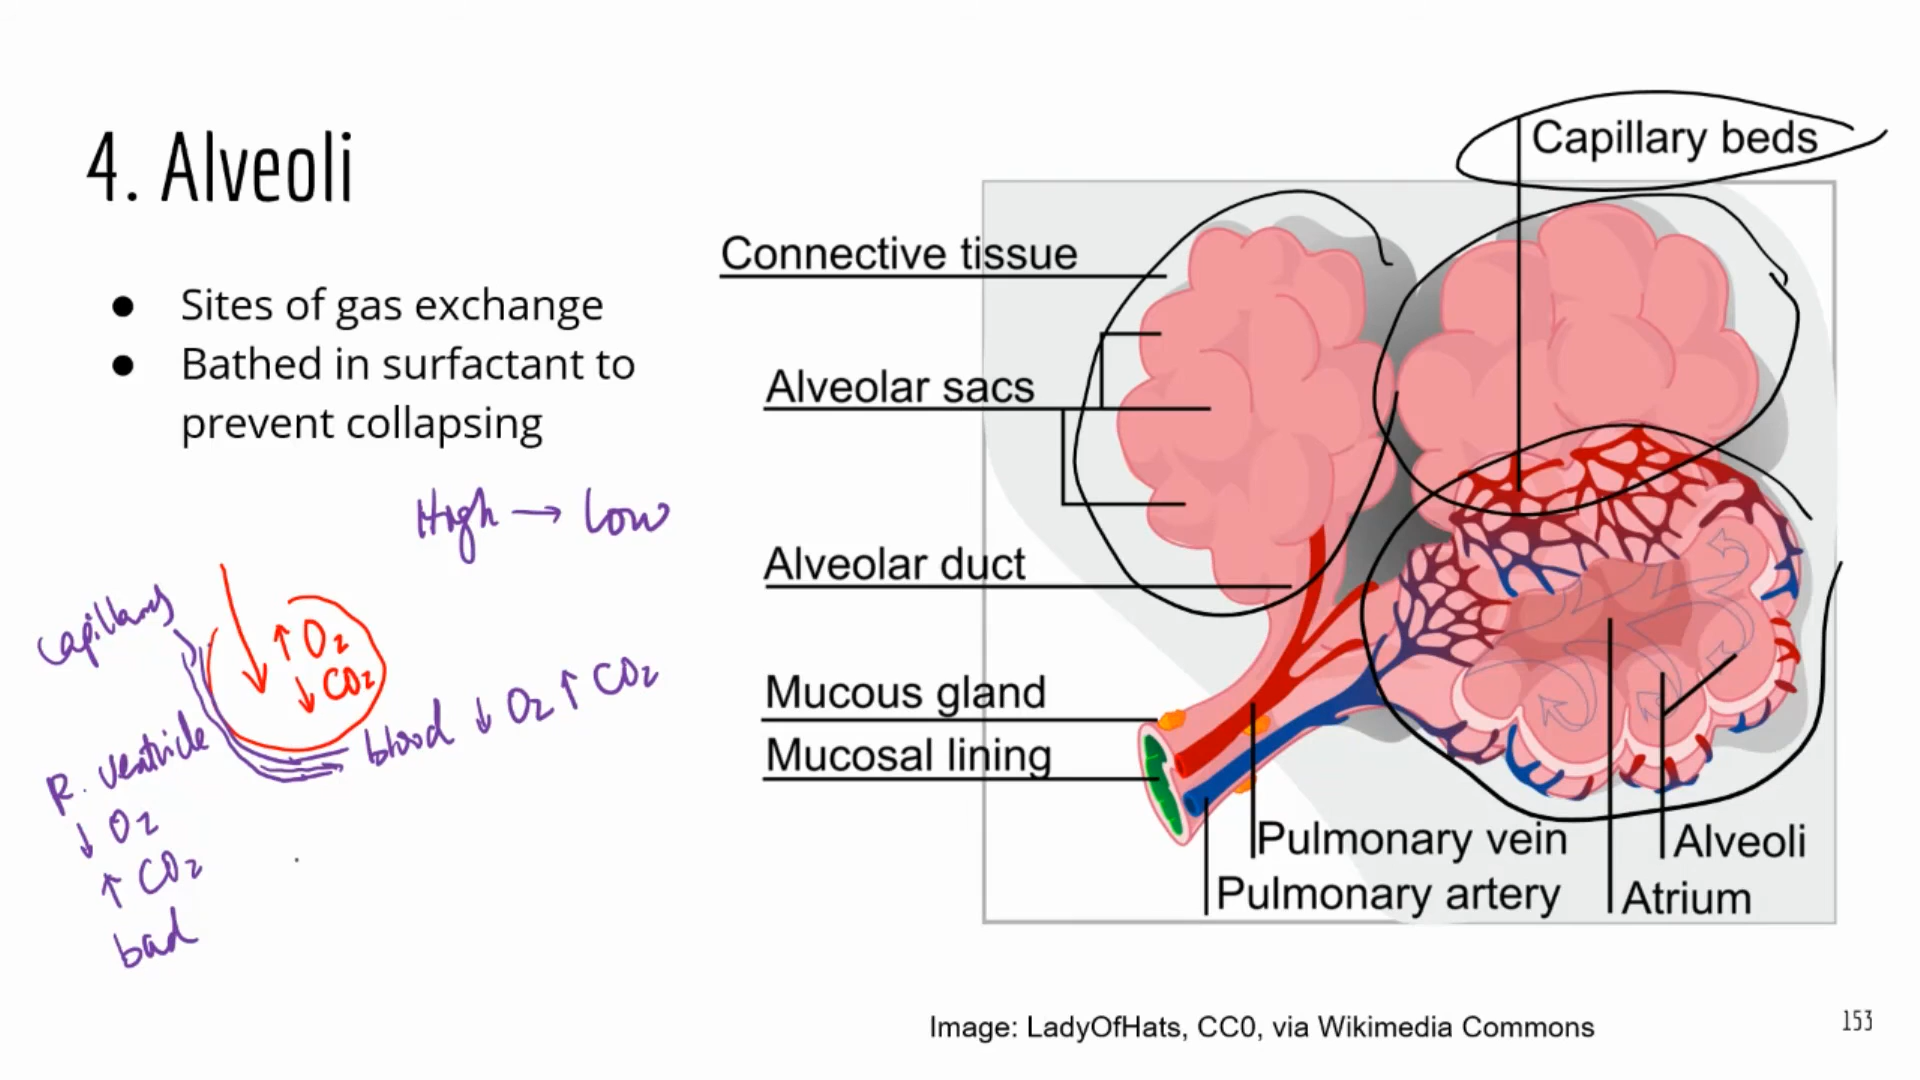 4. Alveoli
● Sites of gas exchange
● Bathed in surfactant to
prevent collapsing
High → Low
capillary
↑ O2
↓ CO2
blood ↓ O2 ↑ CO2
R. ventricle
↓ O2
↑ CO2
bad
Capillary beds
Connective tissue
Alveolar sacs
Alveolar duct
Mucous gland
Mucosal lining
Pulmonary vein
Pulmonary artery
Alveoli
Atrium
Image: LadyOfHats, CC0, via Wikimedia Commons
153